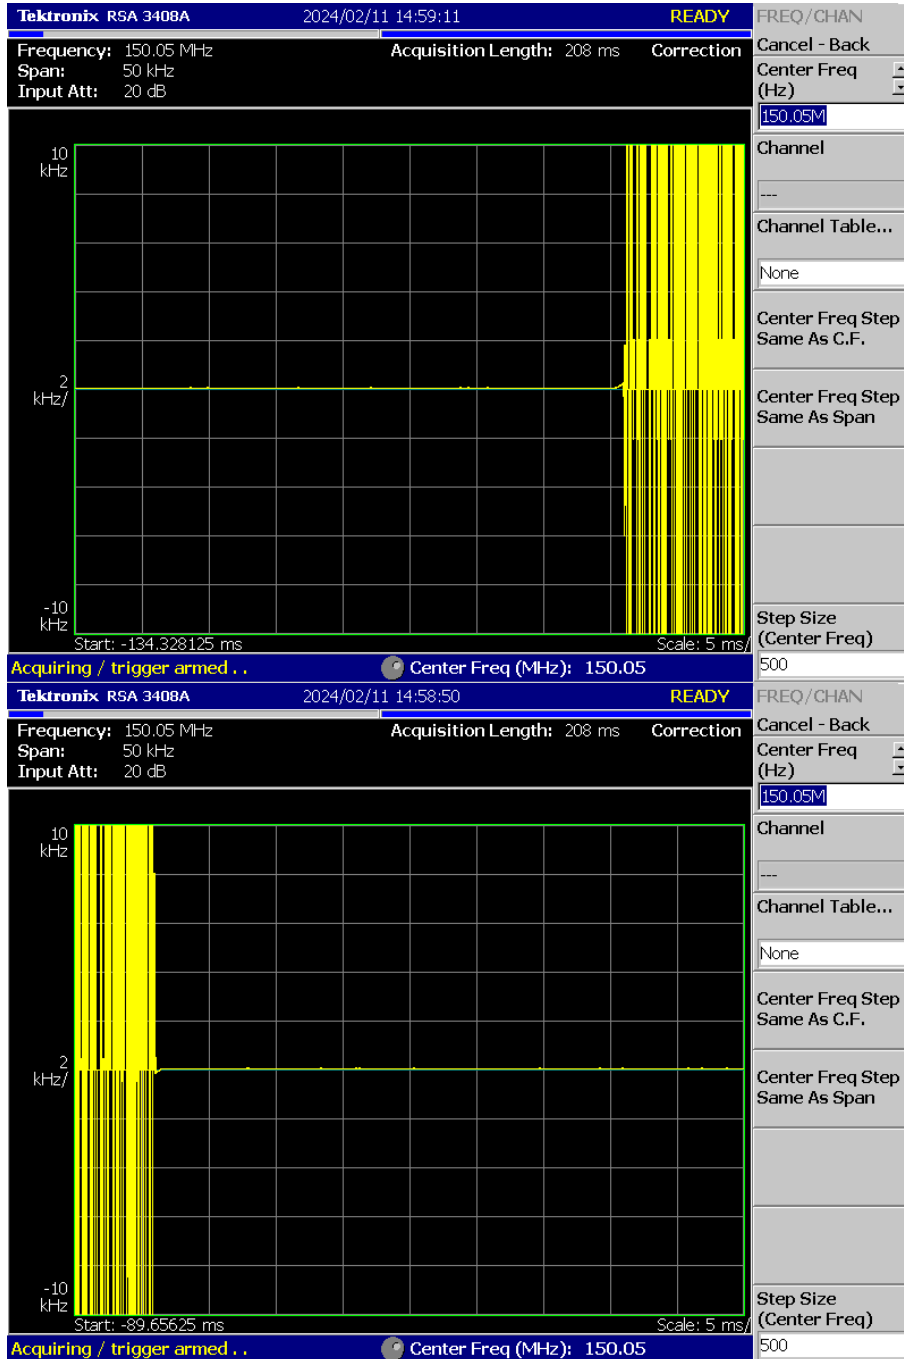 Tektronix RSA 3408A 2024/02/11 14:59:11 READY FREQ/CHAN
Frequency: 150.05 MHz Acquisition Length: 208 ms Correction
Span: 50 kHz
Input Att: 20 dB
Cancel - Back
Center Freq
(Hz)
150.05M
Channel
---
Channel Table...
None
Center Freq Step
Same As C.F.
Center Freq Step
Same As Span
Step Size
(Center Freq)
500
10
kHz
2
kHz/
-10
kHz
Start: -134.328125 ms Scale: 5 ms/
Acquiring / trigger armed . . Center Freq (MHz): 150.05
Tektronix RSA 3408A 2024/02/11 14:58:50 READY FREQ/CHAN
Frequency: 150.05 MHz Acquisition Length: 208 ms Correction
Span: 50 kHz
Input Att: 20 dB
Cancel - Back
Center Freq
(Hz)
150.05M
Channel
---
Channel Table...
None
Center Freq Step
Same As C.F.
Center Freq Step
Same As Span
Step Size
(Center Freq)
500
10
kHz
2
kHz/
-10
kHz
Start: -89.65625 ms Scale: 5 ms/
Acquiring / trigger armed . . Center Freq (MHz): 150.05